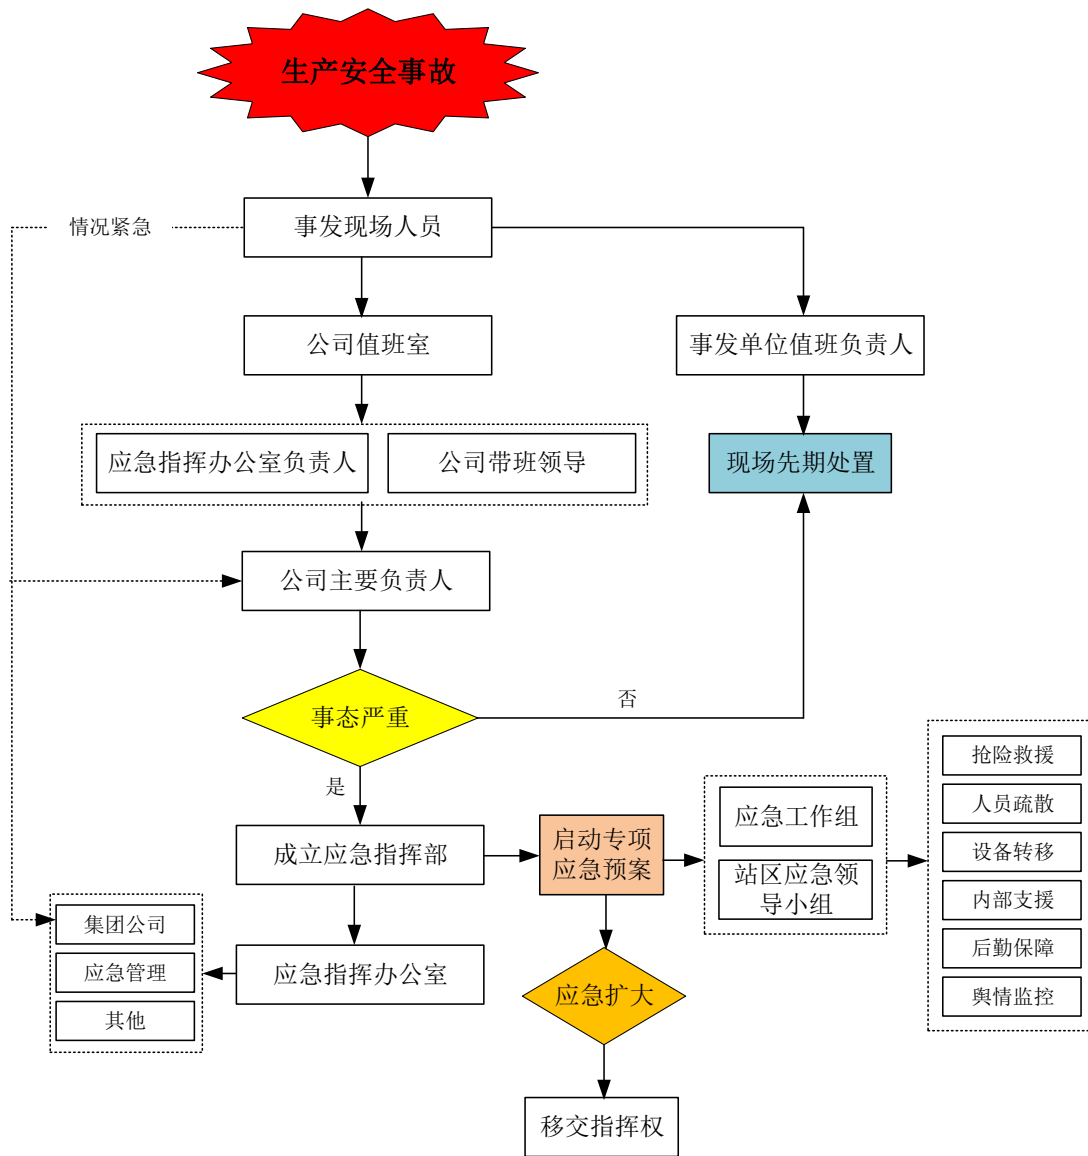 生产安全事故
情况紧急
事发现场人员
公司值班室
事发单位值班负责人
应急指挥办公室负责人
公司带班领导
现场先期处置
公司主要负责人
事态严重
否
是
抢险救援
人员疏散
设备转移
内部支援
后勤保障
舆情监控
应急工作组
站区应急领
导小组
启动专项
应急预案
成立应急指挥部
集团公司
应急管理
其他
应急指挥办公室
应急扩大
移交指挥权